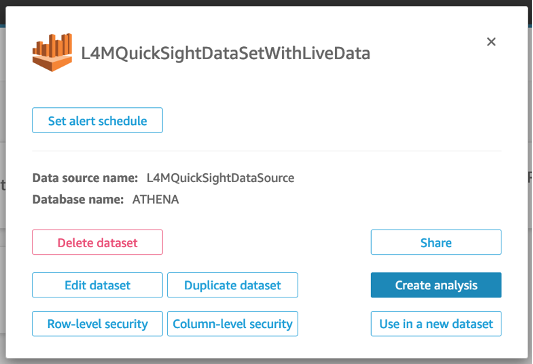 L4MQuickSightDataSetWithLiveData
Set alert schedule
Data source name: L4MQuickSightDataSource
Database name: ATHENA
Delete dataset
Share
Edit dataset
Duplicate dataset
Create analysis
Row-level security
Column-level security
Use in a new dataset